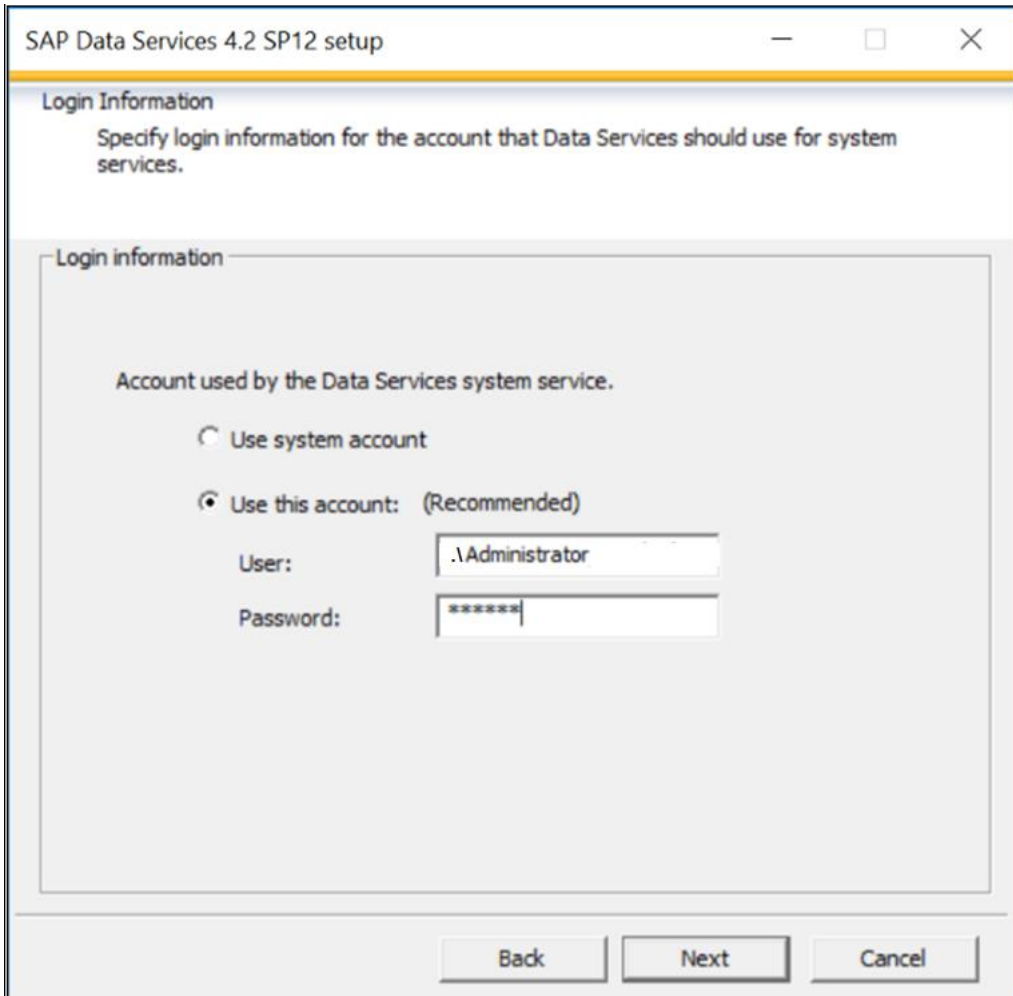 SAP Data Services 4.2 SP12 setup
Login Information
Specify login information for the account that Data Services should use for system
services.
Login information
Account used by the Data Services system service.
Use system account
Use this account: (Recommended)
User: .\Administrator
Password: ******
Back Next Cancel